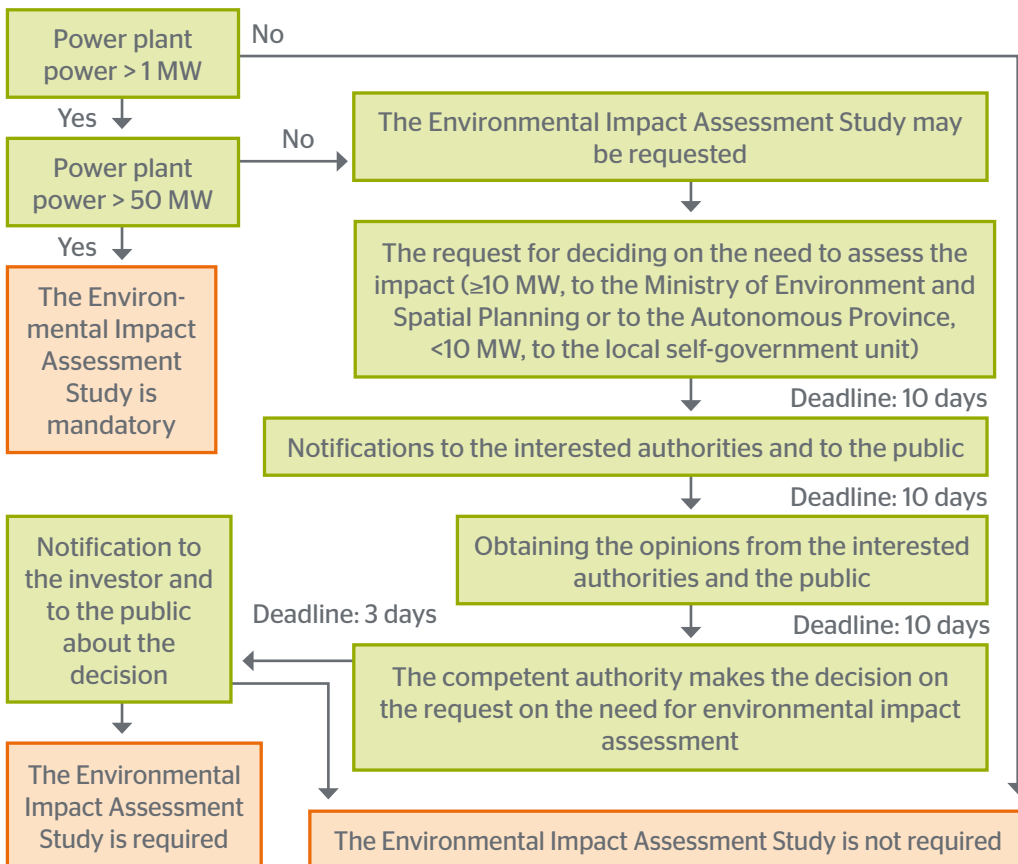 Power plant
power > 1 MW
No
Yes
Power plant
power > 50 MW
No
The Environmental Impact Assessment Study may
be requested
Yes
The Environ-
mental Impact
Assessment
Study is
mandatory
The request for deciding on the need to assess the
impact (≥10 MW, to the Ministry of Environment and
Spatial Planning or to the Autonomous Province,
<10 MW, to the local self-government unit)
Deadline: 10 days
Notifications to the interested authorities and to the public
Deadline: 10 days
Obtaining the opinions from the interested
authorities and the public
Deadline: 10 days
The competent authority makes the decision on
the request on the need for environmental impact
assessment
Deadline: 3 days
Notification to
the investor and
to the public
about the
decision
The Environmental
Impact Assessment
Study is required
The Environmental Impact Assessment Study is not required